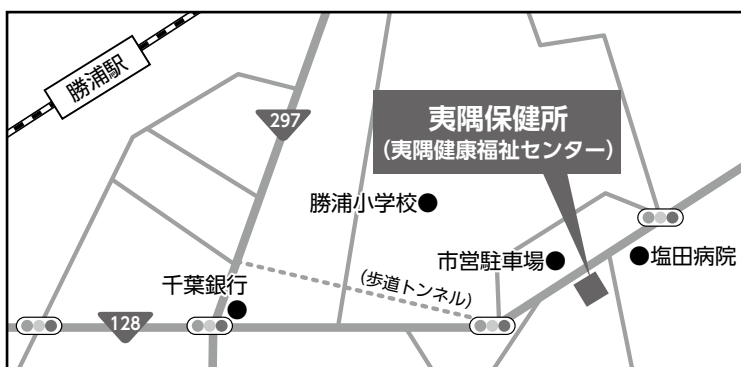 勝浦駅
297
夷隅保健所
(夷隅健康福祉センター)
勝浦小学校
市営駐車場
塩田病院
(歩道トンネル)
千葉銀行
128